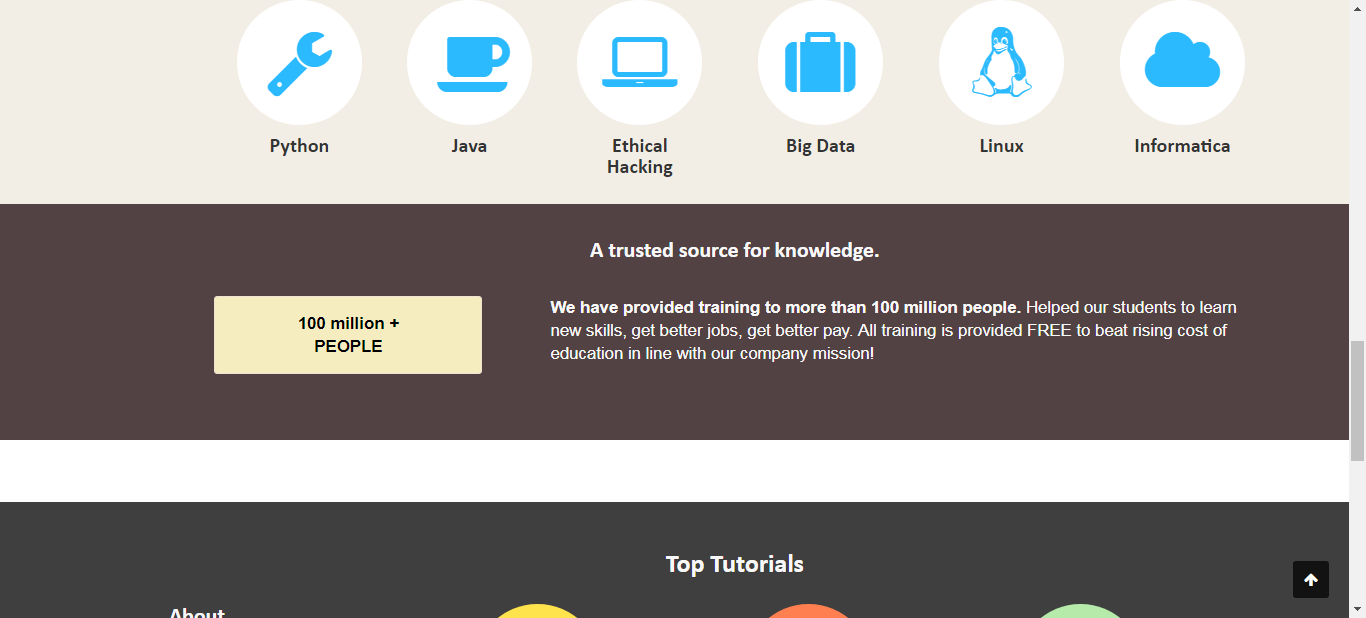 Python
Java
Ethical
Hacking
Big Data
Linux
Informatica
A trusted source for knowledge.
100 million +
PEOPLE
We have provided training to more than 100 million people. Helped our students to learn
new skills, get better jobs, get better pay. All training is provided FREE to beat rising cost of
education in line with our company mission!
Top Tutorials
About